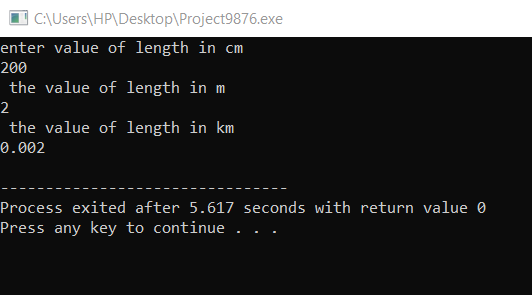 C:\Users\HP\Desktop\Project9876.exe
enter value of length in cm
200
 the value of length in m
2
 the value of length in km
0.002
--------------------------------
Process exited after 5.617 seconds with return value 0
Press any key to continue . . .